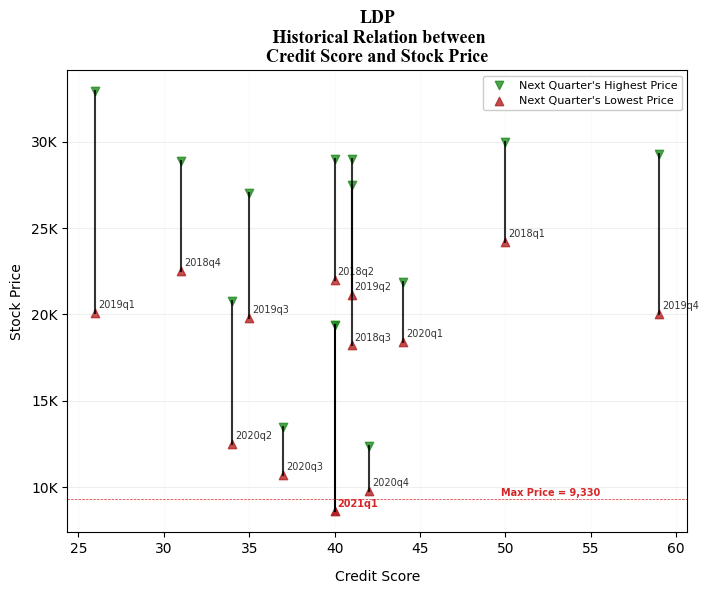 LDP
Historical Relation between
Credit Score and Stock Price
Next Quarter's Highest Price
Next Quarter's Lowest Price
30K
25K
20K
15K
10K
Stock Price
2018q1
2018q4
2018q2
2019q2
2019q1
2019q3
2019q4
2018q3
2020q1
2020q2
2020q3
2020q4
Max Price = 9,330
2021q1
25
30
35
40
45
50
55
60
Credit Score